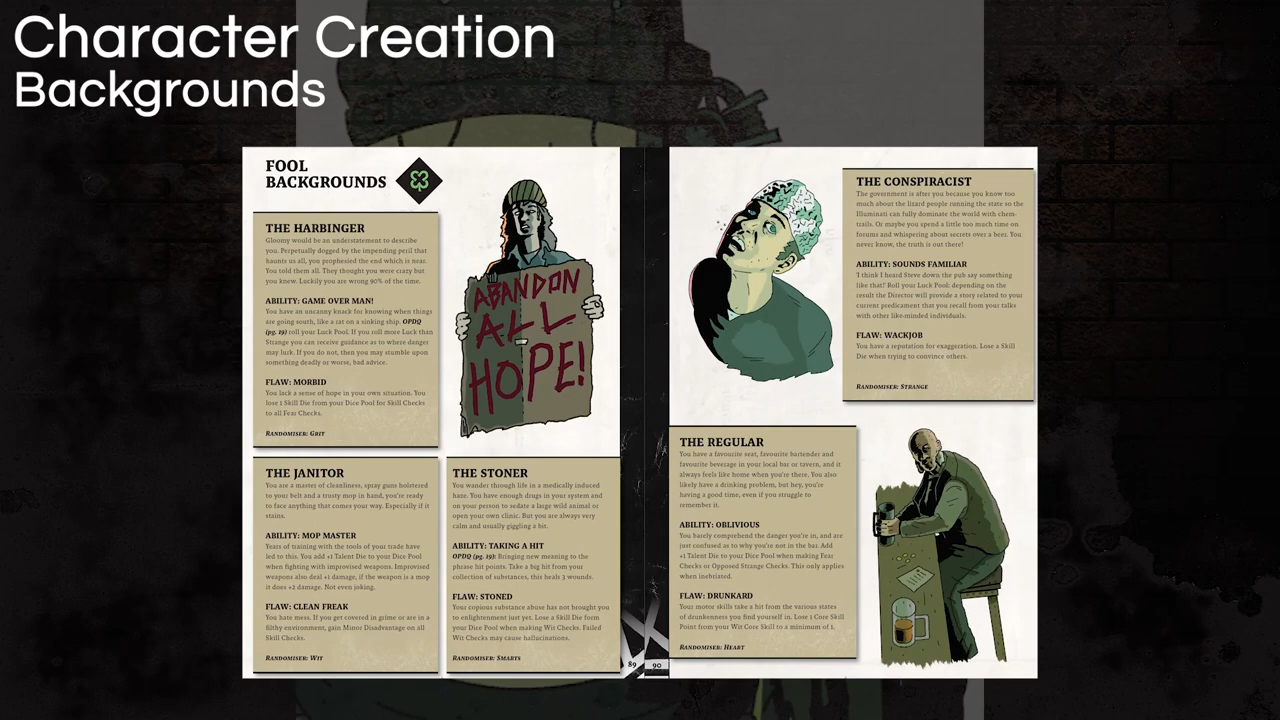 Character Creation
Backgrounds
FOOL
BACKGROUNDS
THE HARBINGER
Gloomy would be an understatement to describe
you. Perpetually dogged by the impending peril that
haunts us all, you prophesied the end which is near.
You told them all. They thought you were crazy but
you knew. Luckily you are wrong 90% of the time.
ABILITY: GAME OVER MAN!
You have an uncanny knack for knowing when things
are going south, like a rat on a sinking ship. OPDQ
(pg. 19) roll your Luck Pool. If you roll more Luck than
Strange you can receive guidance as to where danger
may lurk. If you do not, then you may stumble upon
something deadly or worse, bad advice.
FLAW: MORBID
You lack a sense of hope in your own situation. You
lose 1 Skill Die from your Dice Pool for Skill Checks
to all Fear Checks.
RANDOMISER: GRIT
ABANDON
ALL
HOPE!
THE JANITOR
You are a master of cleanliness, spray guns holstered
to your belt and a trusty mop in hand, you're ready
to face anything that comes your way. Especially if it
stains.
ABILITY: MOP MASTER
Years of training with the tools of your trade have
led to this. You add +1 Talent Die to your Dice Pool
when fighting with improvised weapons. Improvised
weapons also deal +1 damage, if the weapon is a mop
it does +2 damage. Not even joking.
FLAW: CLEAN FREAK
You hate mess. If you get covered in grime or are in a
filthy environment, gain Minor Disadvantage on all
Skill Checks.
RANDOMISER: WIT
THE STONER
You wander through life in a medically induced
haze. You have enough drugs in your system and
on your person to sedate a large wild animal or
open your own clinic. But you are always very
calm and usually giggling a bit.
ABILITY: TAKING A HIT
OPDQ (pg. 19): Bringing new meaning to the
phrase hit points. Take a big hit from your
collection of substances, this heals 3 wounds.
FLAW: STONED
Your copious substance abuse has not brought you
to enlightenment just yet. Lose a Skill Die form
your Dice Pool when making Wit Checks. Failed
Wit Checks may cause hallucinations.
RANDOMISER: SMARTS
89
90
THE CONSPIRACIST
The government is after you because you know too
much about the lizard people running the state so the
Illuminati can fully dominate the world with chem-
trails. Or maybe you spend a little too much time on
forums and whispering about secrets over a beer. You
never know, the truth is out there!
ABILITY: SOUNDS FAMILIAR
'I think I heard Steve down the pub say something
like that!' Roll your Luck Pool: depending on the
result the Director will provide a story related to your
current predicament that you recall from your talks
with other like-minded individuals.
FLAW: WACKJOB
You have a reputation for exaggeration. Lose a Skill
Die when trying to convince others.
RANDOMISER: STRANGE
THE REGULAR
You have a favourite seat, favourite bartender and
favourite beverage in your local bar or tavern, and it
always feels like home when you're there. You also
likely have a drinking problem, but hey, you're
having a good time, even if you struggle to
remember it.
ABILITY: OBLIVIOUS
You barely comprehend the danger you're in, and are
just confused as to why you're not in the bar. Add
+1 Talent Die to your Dice Pool when making Fear
Checks or Opposed Strange Checks. This only applies
when inebriated.
FLAW: DRUNKARD
Your motor skills take a hit from the various states
of drunkenness you find yourself in. Lose 1 Core Skill
Point from your Wit Core Skill to a minimum of 1.
RANDOMISER: HEART